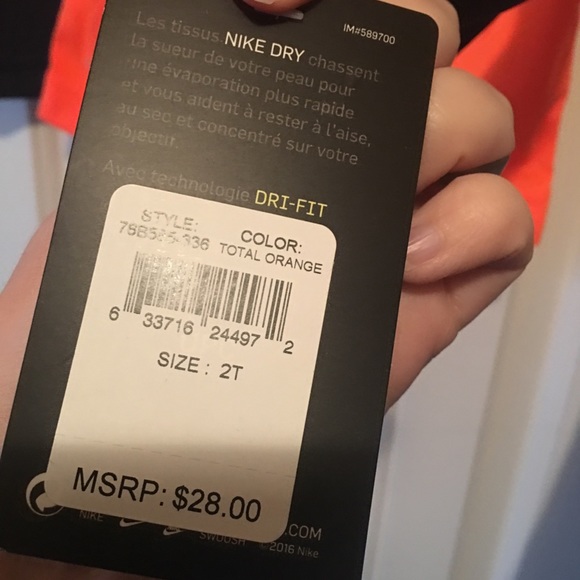 IM#589700
Les tissus NIKE DRY chassent
la sueur de votre peau pour
une évaporation plus rapide
et vous aident à rester à l'aise,
au sec et concentré sur votre
objectif.
Avec technologie DRI-FIT
STYLE:
COLOR:
TOTAL ORANGE
6 33716 24497 2
SIZE : 2T
MSRP: $28.00
.COM
NIKE
SWOOSH
©2016 Nike